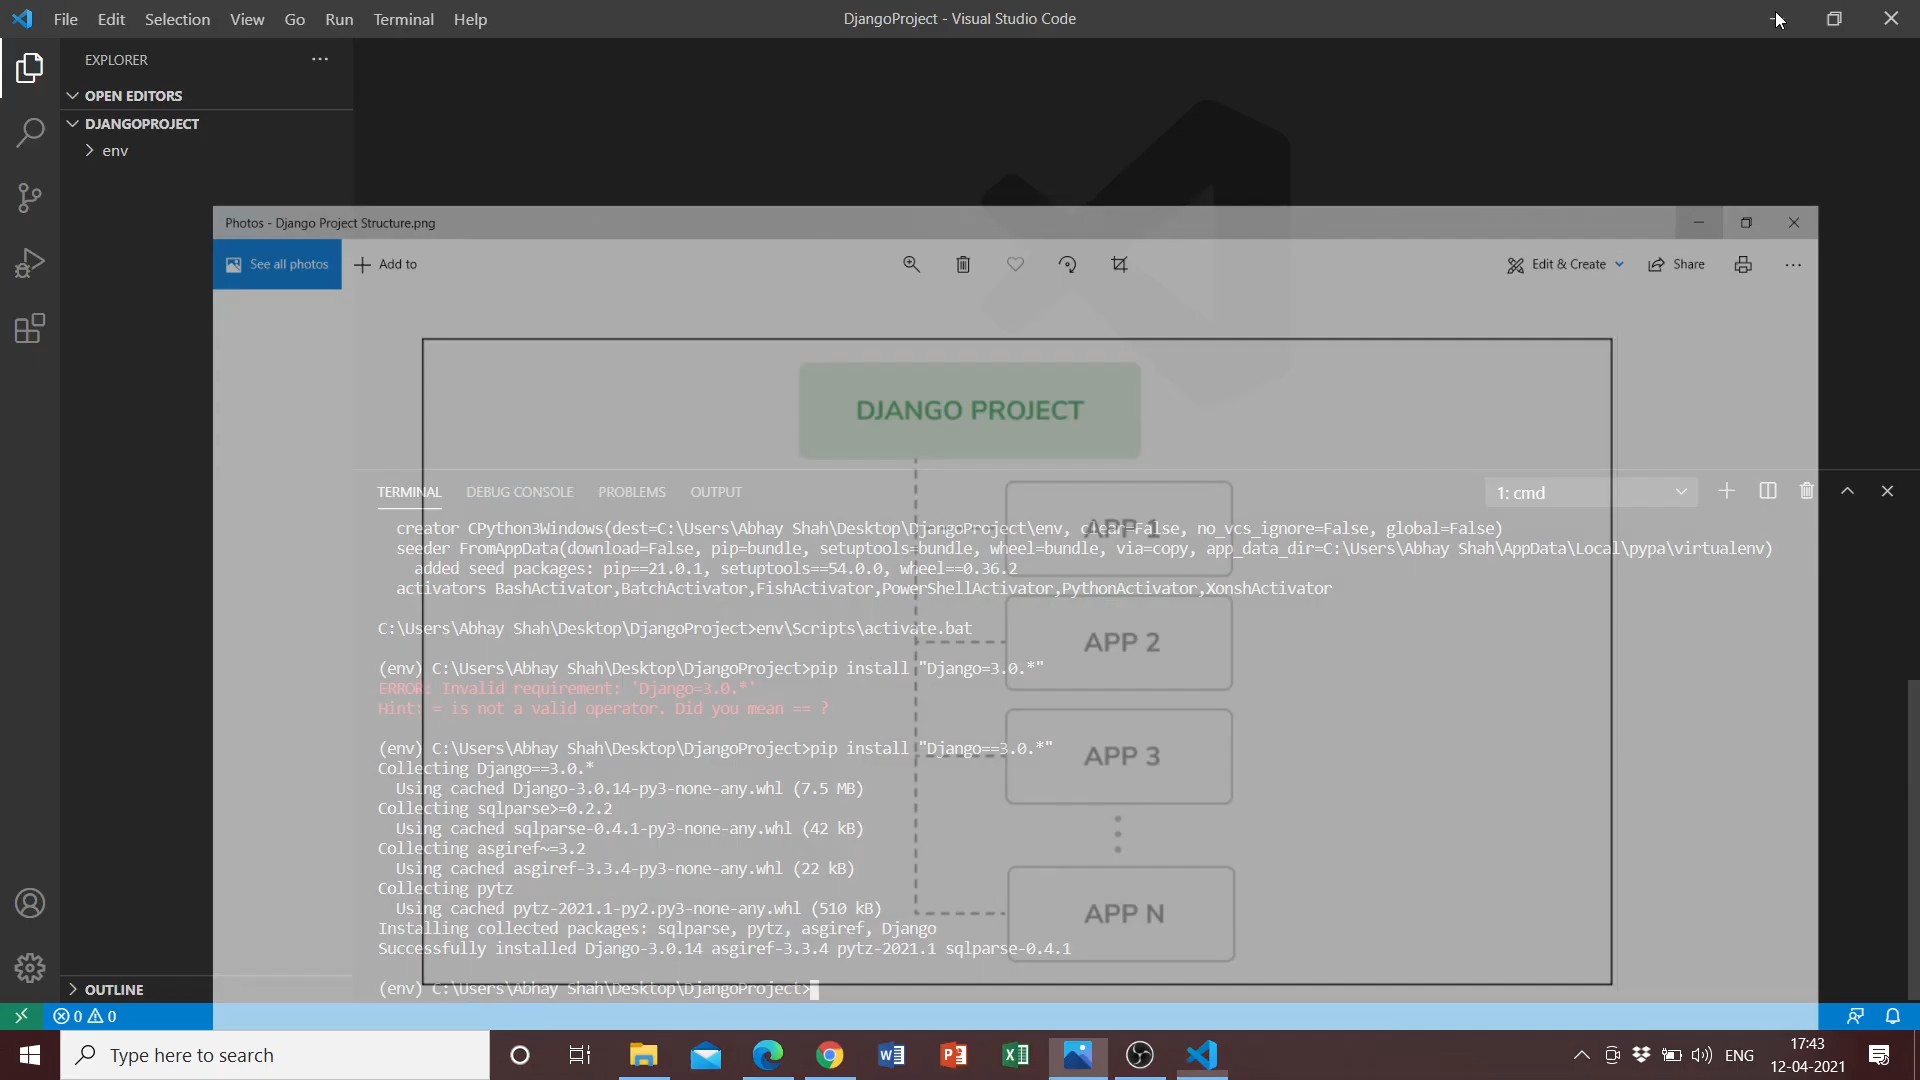 File Edit Selection View Go Run Terminal Help
DjangoProject - Visual Studio Code
EXPLORER
OPEN EDITORS
DJANGOPROJECT
env
Photos - Django Project Structure.png
See all photos
Add to
Edit & Create
Share
DJANGO PROJECT
TERMINAL DEBUG CONSOLE PROBLEMS OUTPUT
1: cmd
creator CPython3Windows(dest=C:\Users\Abhay Shah\Desktop\DjangoProject\env, clear=False, no_vcs_ignore=False, global=False)
APP 1
seeder FromAppData(download=False, pip=bundle, setuptools=bundle, wheel=bundle, via=copy, app_data_dir=C:\Users\Abhay Shah\AppData\Local\pypa\virtualenv)
added seed packages: pip==21.0.1, setuptools==54.0.0, wheel==0.36.2
activators BashActivator,BatchActivator,FishActivator,PowerShellActivator,PythonActivator,XonshActivator
C:\Users\Abhay Shah\Desktop\DjangoProject>env\Scripts\activate.bat
APP 2
(env) C:\Users\Abhay Shah\Desktop\DjangoProject>pip install "Django=3.0.*"
ERROR: Invalid requirement: 'Django=3.0.*'
Hint: = is not a valid operator. Did you mean == ?
(env) C:\Users\Abhay Shah\Desktop\DjangoProject>pip install "Django==3.0.*"
APP 3
Collecting Django==3.0.*
Using cached Django-3.0.14-py3-none-any.whl (7.5 MB)
Collecting sqlparse>=0.2.2
Using cached sqlparse-0.4.1-py3-none-any.whl (42 kB)
Collecting asgiref~=3.2
Using cached asgiref-3.3.4-py3-none-any.whl (22 kB)
Collecting pytz
Using cached pytz-2021.1-py2.py3-none-any.whl (510 kB)
APP N
Installing collected packages: sqlparse, pytz, asgiref, Django
Successfully installed Django-3.0.14 asgiref-3.3.4 pytz-2021.1 sqlparse-0.4.1
(env) C:\Users\Abhay Shah\Desktop\DjangoProject>
OUTLINE
0 0
Type here to search
ENG
17:43
12-04-2021